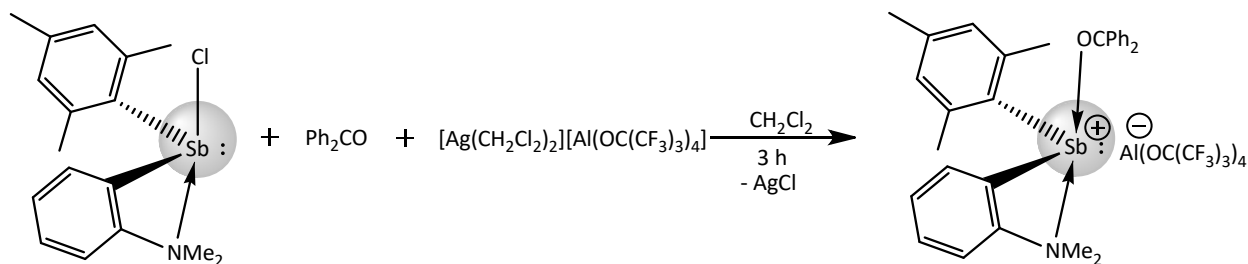 Cl
Sb :
NMe2
+
Ph2CO
+
[Ag(CH2Cl2)2][Al(OC(CF3)3)4]
CH2Cl2
3 h
- AgCl
OCPh2
Sb :
+
−
Al(OC(CF3)3)4
NMe2